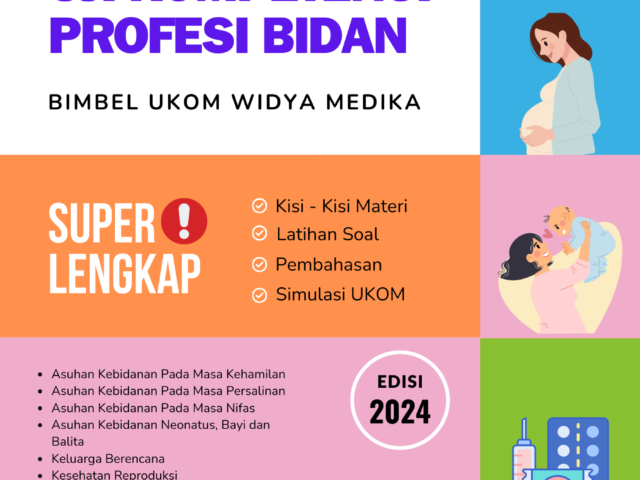 PROFESI BIDAN
BIMBEL UKOM WIDYA MEDIKA
SUPER
LENGKAP
Kisi - Kisi Materi
Latihan Soal
Pembahasan
Simulasi UKOM
Asuhan Kebidanan Pada Masa Kehamilan
Asuhan Kebidanan Pada Masa Persalinan
Asuhan Kebidanan Pada Masa Nifas
Asuhan Kebidanan Neonatus, Bayi dan
Balita
Keluarga Berencana
Kesehatan Reproduksi
EDISI
2024